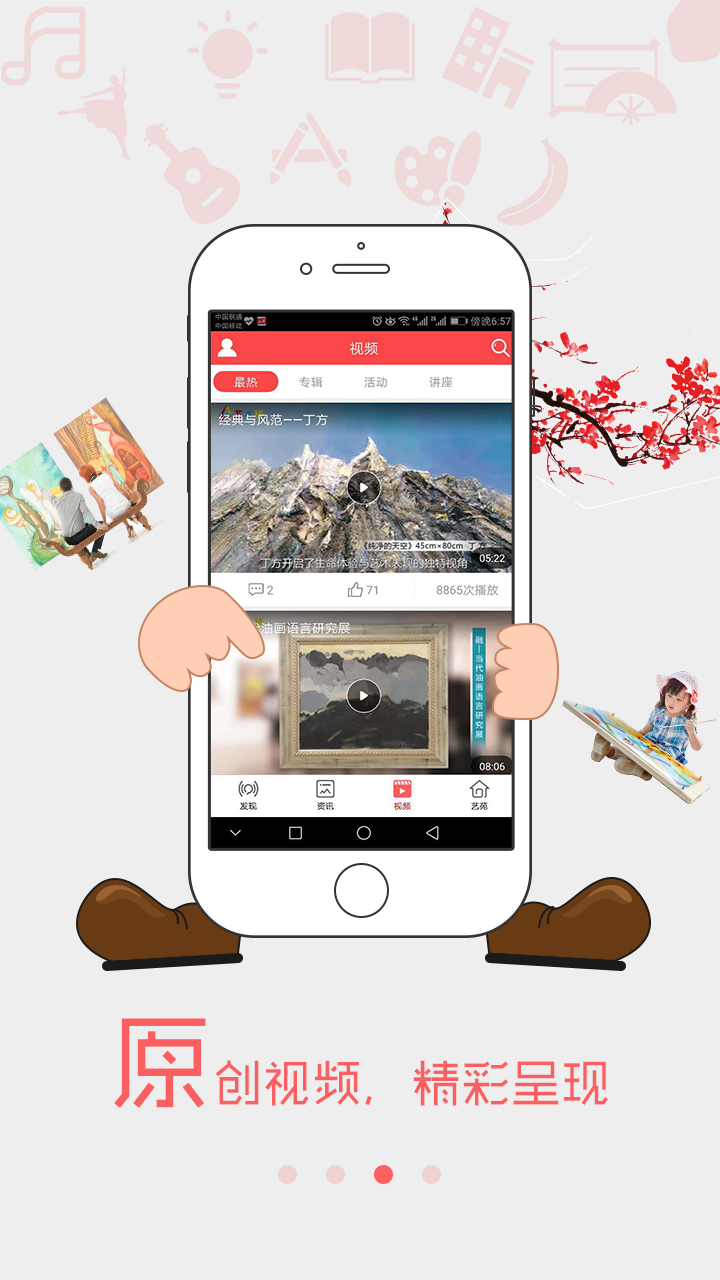 中国联通
中国移动
傍晚6:57
视频
最热 专辑 活动 讲座
经典与风范——丁方
《纯净的天空》45cm×80cm 丁
丁方开启了生命体验与艺术表现的独特视角
05:22
2 71 8865次播放
油画语言研究展
融—当代油画语言研究展
08:06
发现 资讯 视频 艺苑
原创视频，精彩呈现